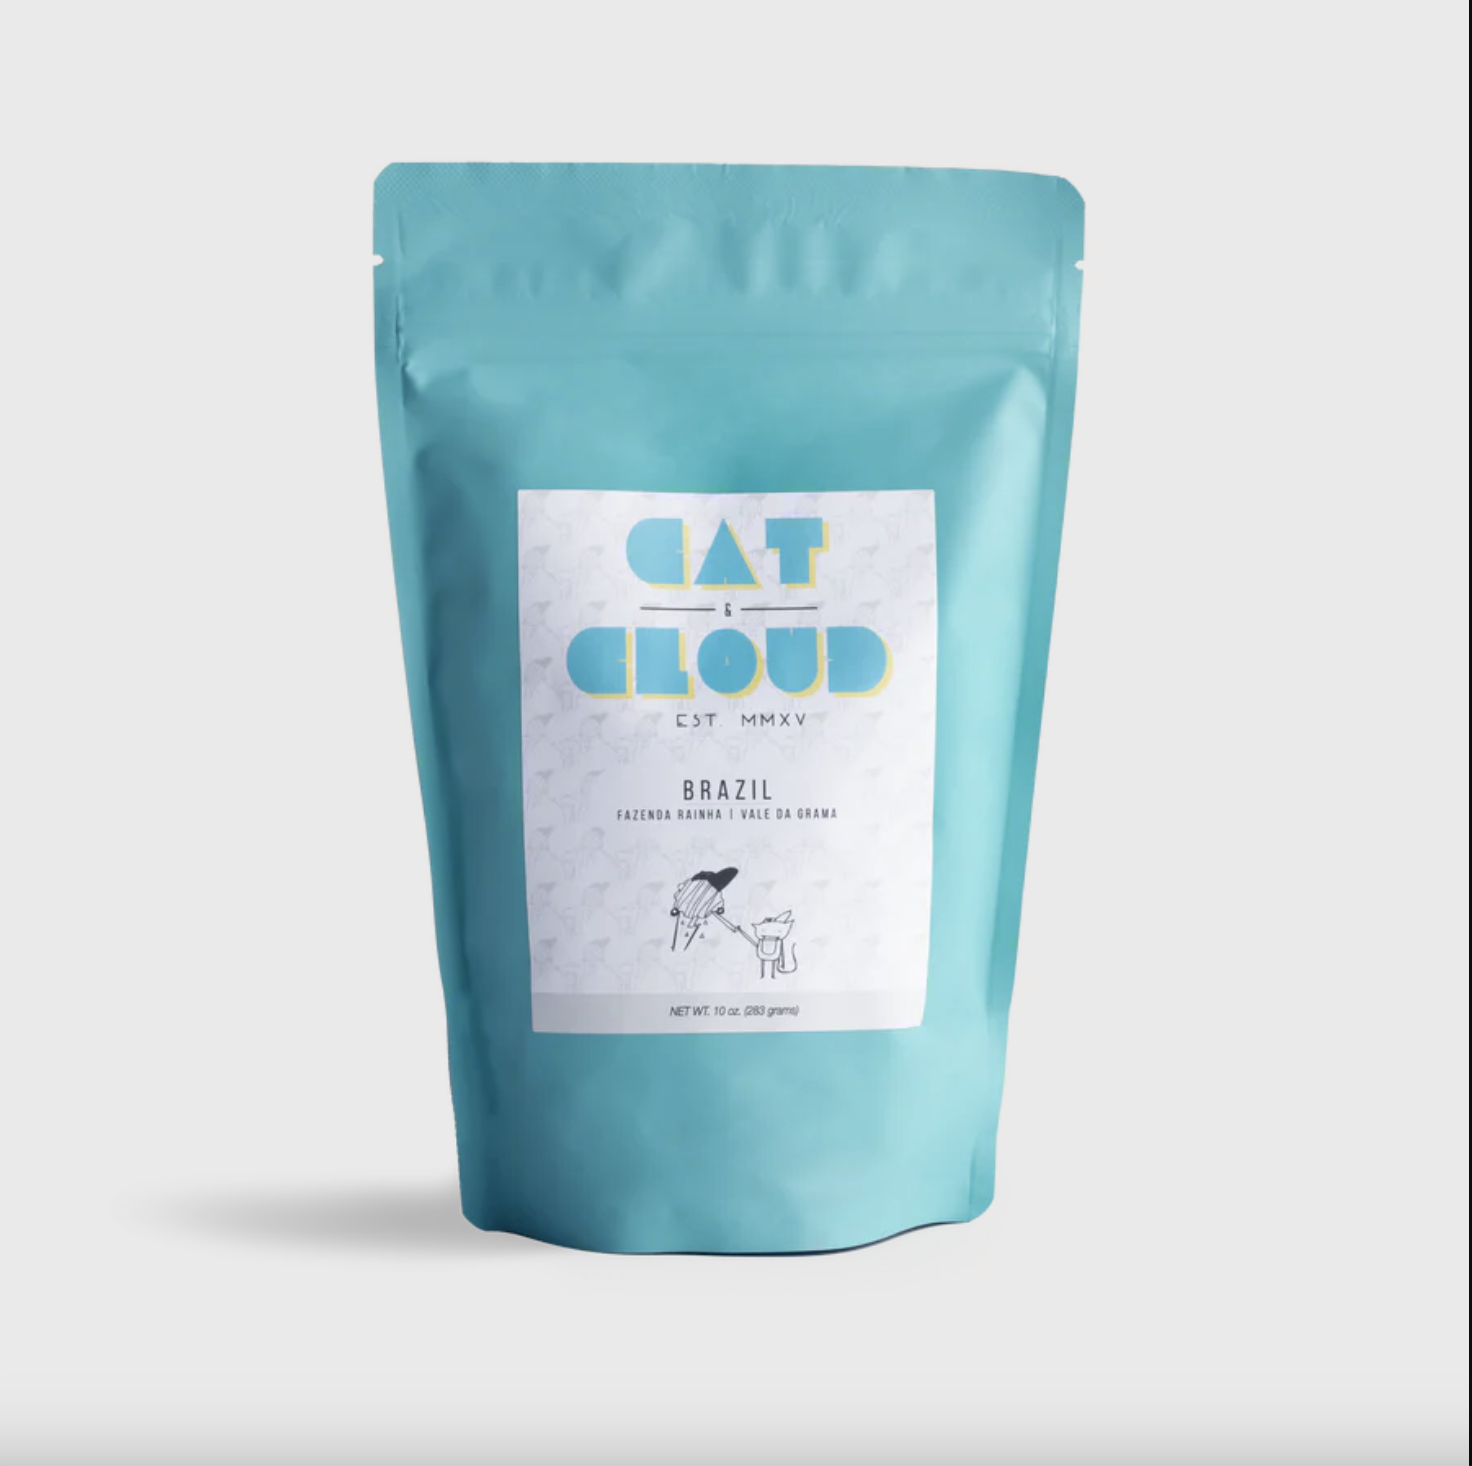 CAT
&
CLOUD
EST. MMXV
BRAZIL
FAZENDA RAINHA | VALE DA GRAMA
NET WT. 10 oz. (283 grams)